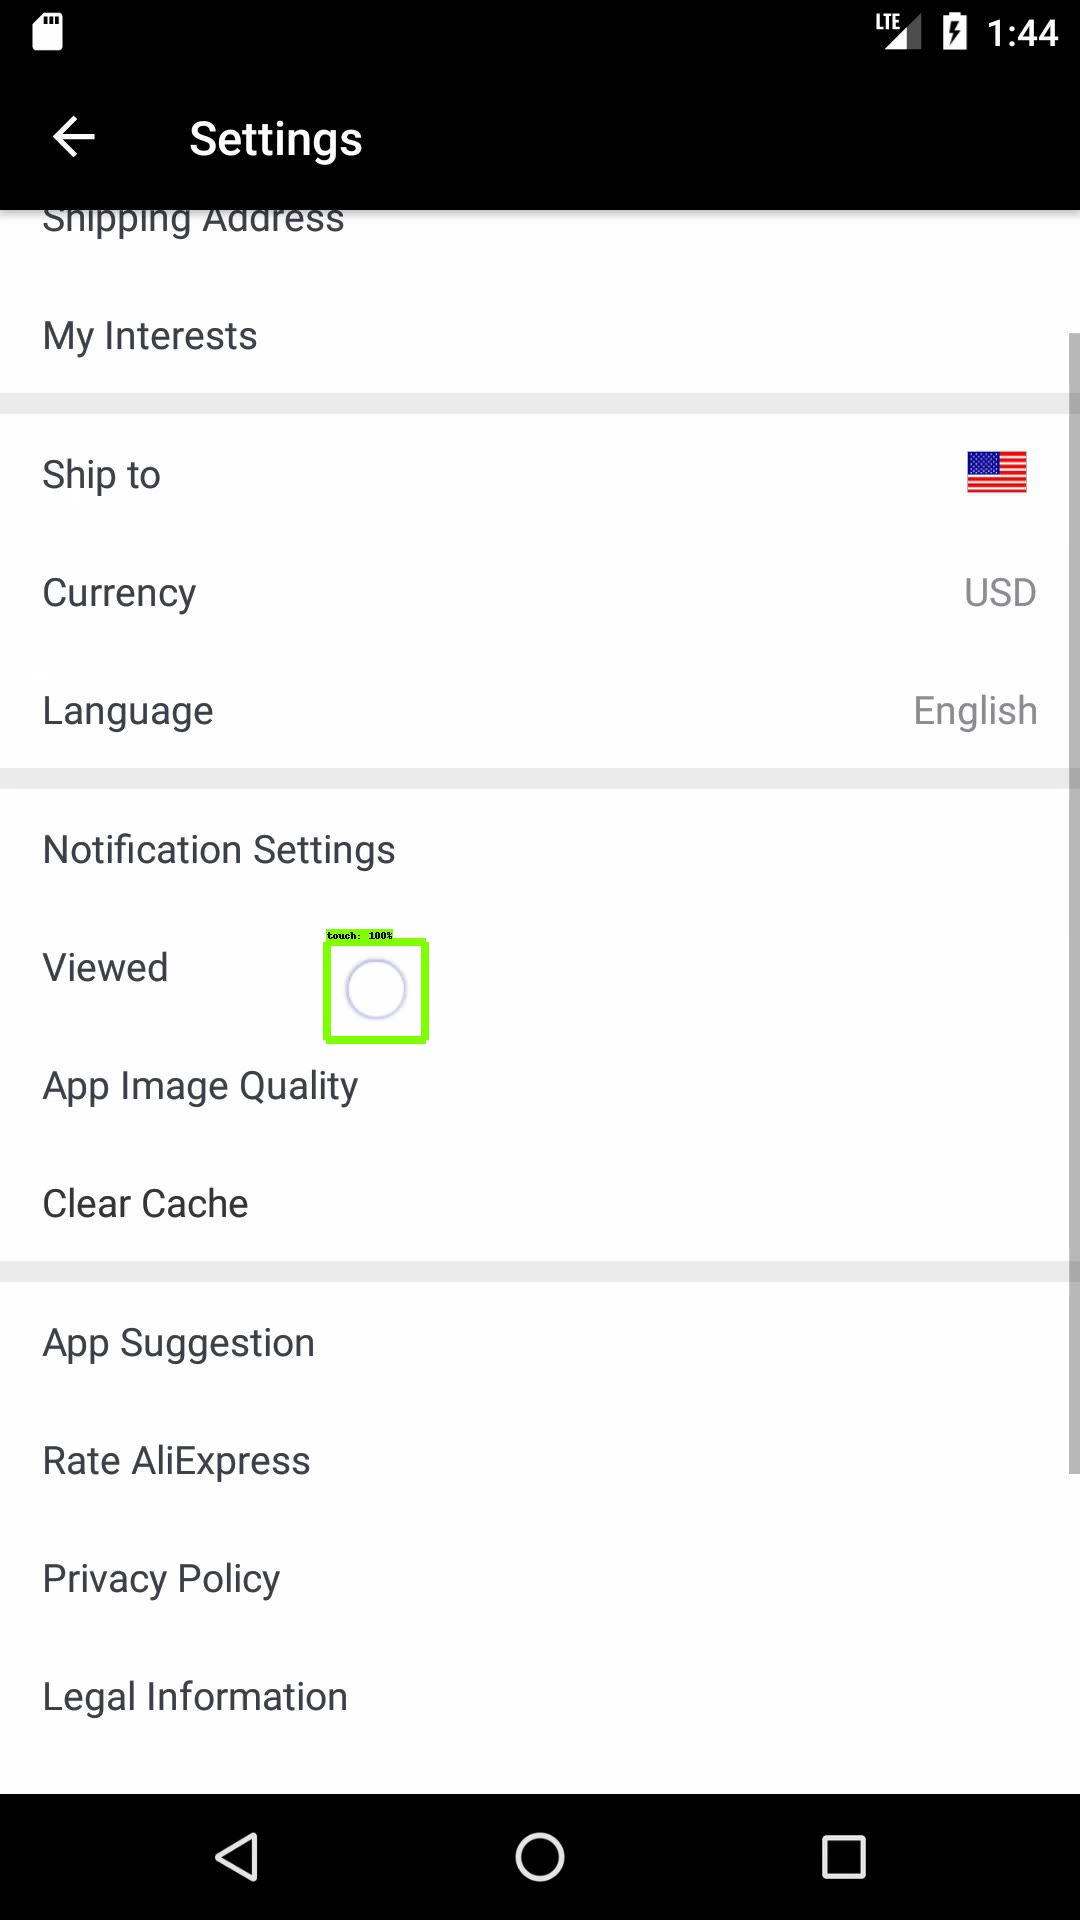 LTE 1:44
Settings
Shipping Address
My Interests
Ship to
Currency USD
Language English
Notification Settings
touch: 100%
Viewed
App Image Quality
Clear Cache
App Suggestion
Rate AliExpress
Privacy Policy
Legal Information